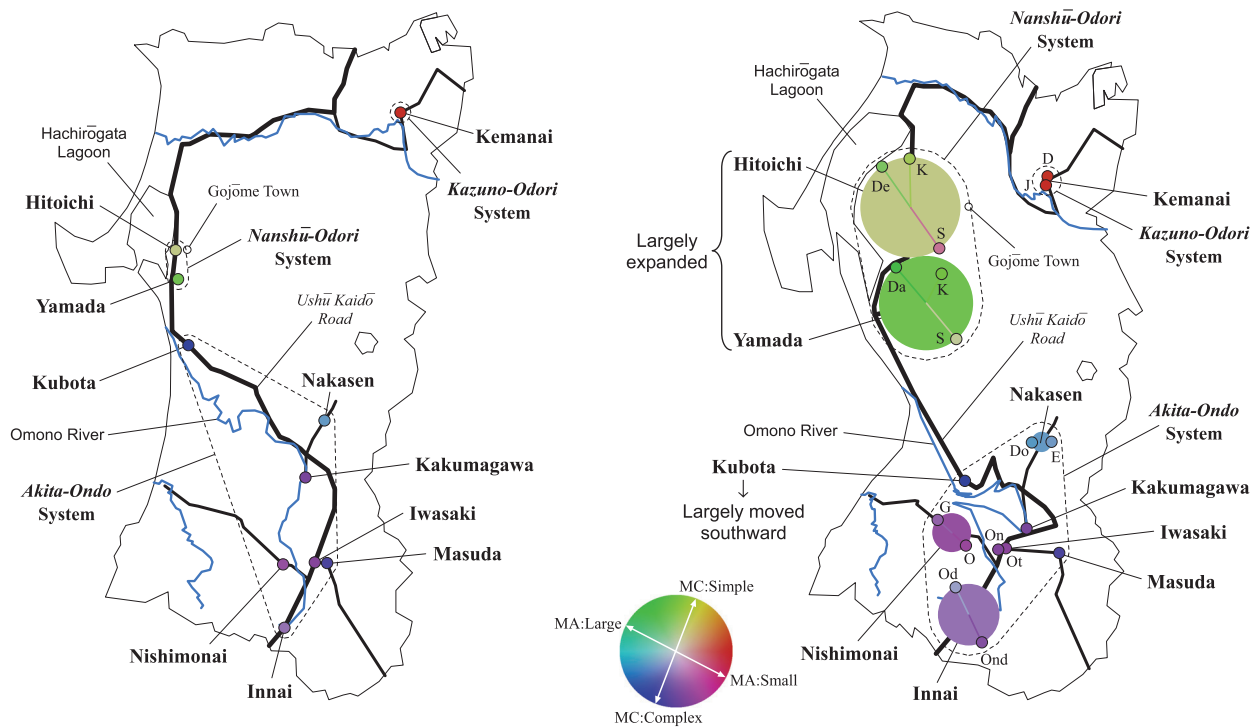 Hachirōgata
Lagoon
Hitoichi
Gojōme Town
Nanshū-Odori
System
Yamada
Kemanai
Kazuno-Odori
System
Ushū Kaidō
Road
Kubota
Nakasen
Omono River
Kakumagawa
Akita-Ondo
System
Iwasaki
Masuda
Nishimonai
Innai
Nanshū-Odori
System
Hachirōgata
Lagoon
Hitoichi
K
De
D
J
Kemanai
Kazuno-Odori
System
Largely
expanded
S
Gojōme Town
Da
K
Yamada
S
Ushū Kaidō
Road
Nakasen
Akita-Ondo
System
Omono River
Do
E
Kubota
Largely moved
southward
Kakumagawa
G
Iwasaki
On
O
Ot
Masuda
Od
Nishimonai
Ond
Innai
MC:Simple
MA:Large
MA:Small
MC:Complex